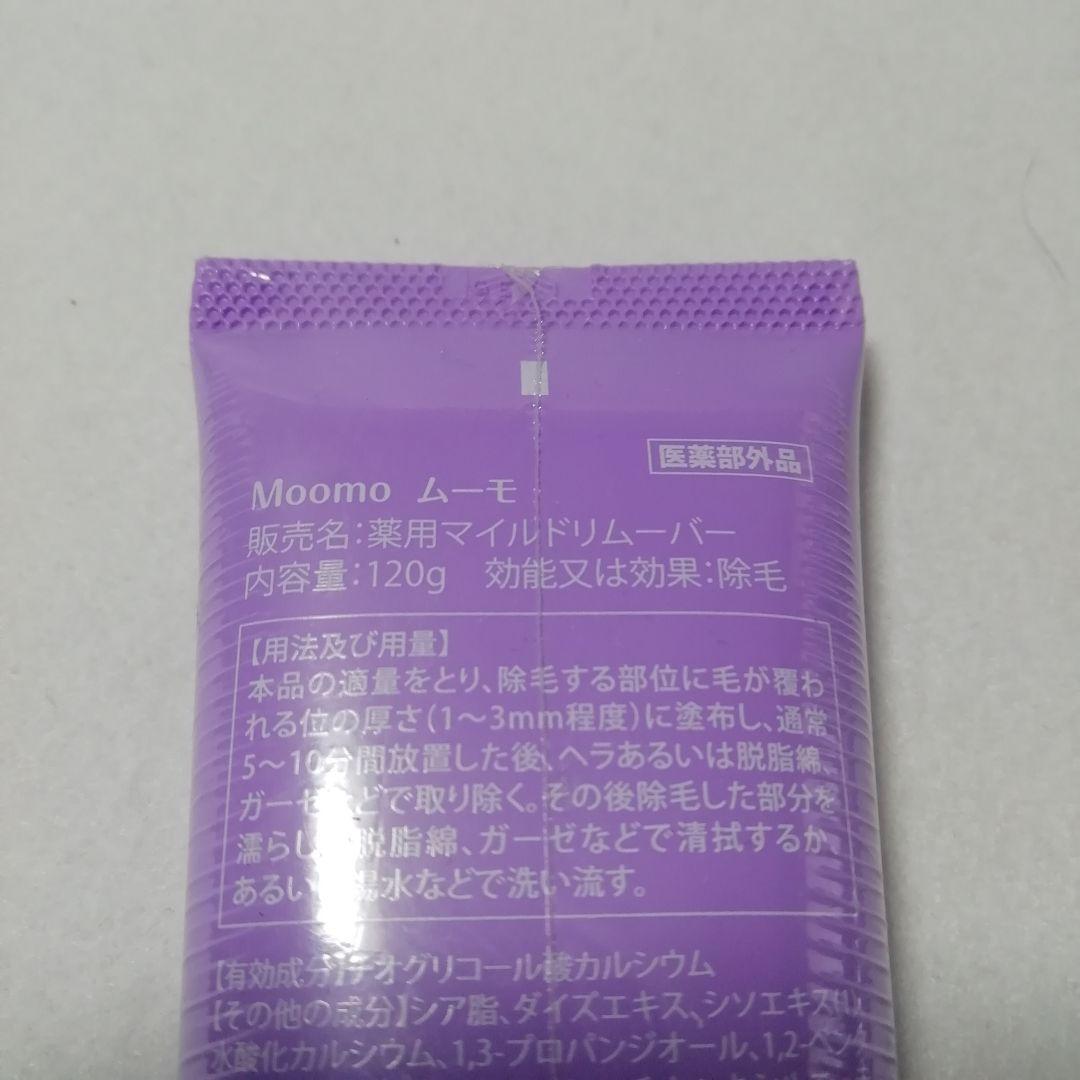 医薬部外品
Moomo ムーモ
販売名:薬用マイルドリムーバー
内容量:120g 効能又は効果:除毛
【用法及び用量】
本品の適量をとり、除毛する部位に毛が覆わ
れる位の厚さ(1～3mm程度)に塗布し、通常
5～10分間放置した後、ヘラあるいは脱脂綿、
ガーゼなどで取り除く。その後除毛した部分を
濡らし 脱脂綿、ガーゼなどで清拭するか、
あるい 湯水などで洗い流す。
【有効成分】チオグリコール酸カルシウム
【その他の成分】シア脂、ダイズエキス、シソエキス
水酸化カルシウム、1,3-プロパンジオール、1,2-ペン